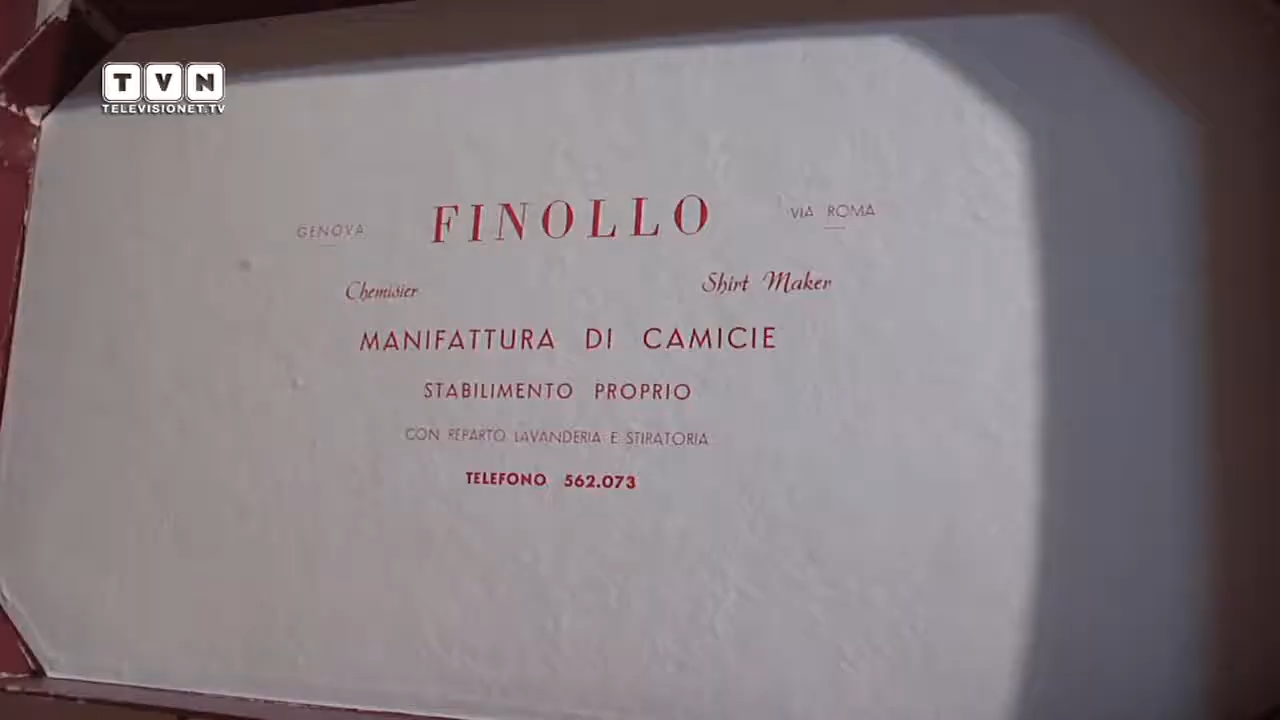 TVN
TELEVISIONET.TV
GENOVA FINOLLO VIA ROMA
Chemisier Shirt Maker
MANIFATTURA DI CAMICIE
STABILIMENTO PROPRIO
CON REPARTO LAVANDERIA E STIRATORIA
TELEFONO 562.073